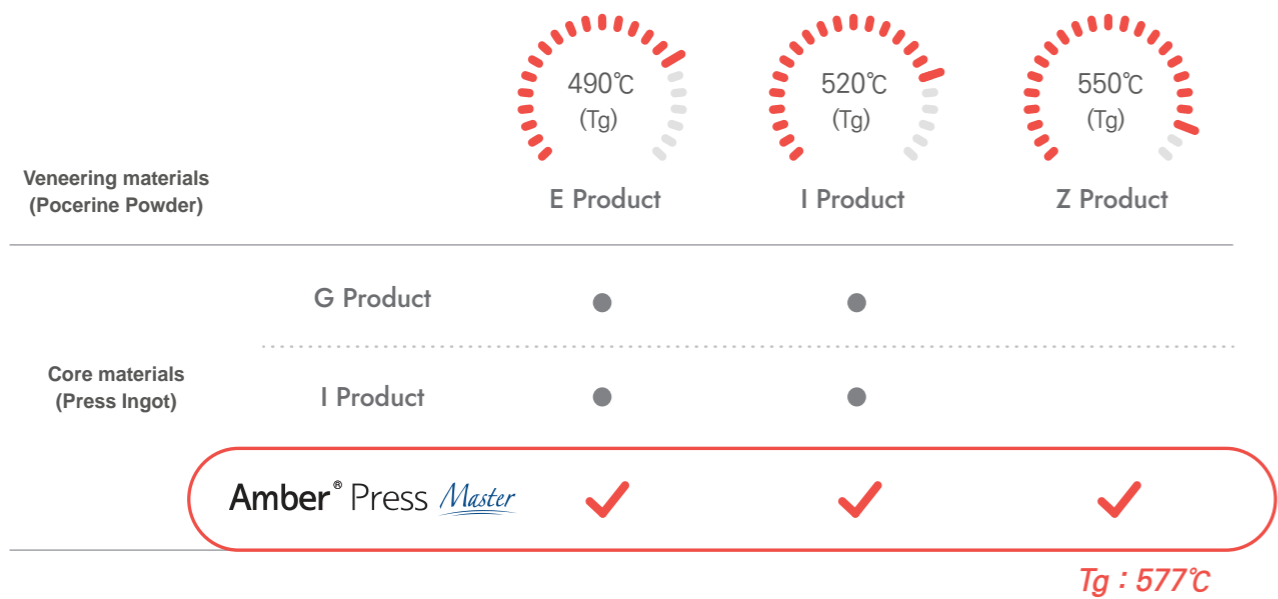 490℃
(Tg)
520℃
(Tg)
550℃
(Tg)
Veneering materials
(Pocerine Powder)
E Product
I Product
Z Product
G Product
Core materials
(Press Ingot)
I Product
Amber® Press Master
Tg : 577℃